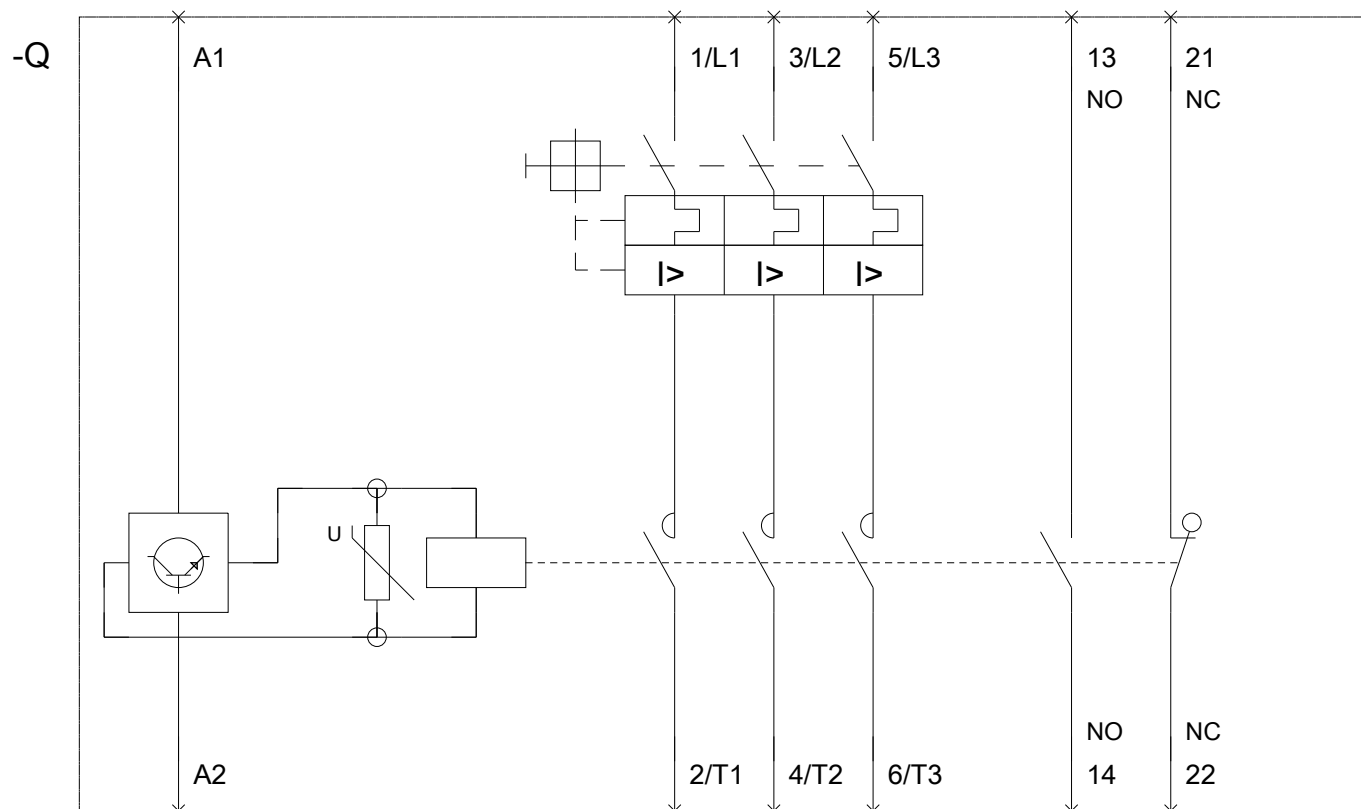 -Q
A1
1/L1
3/L2
5/L3
13
21
NO
NC
I>
I>
I>
U
NO
NC
A2
2/T1
4/T2
6/T3
14
22